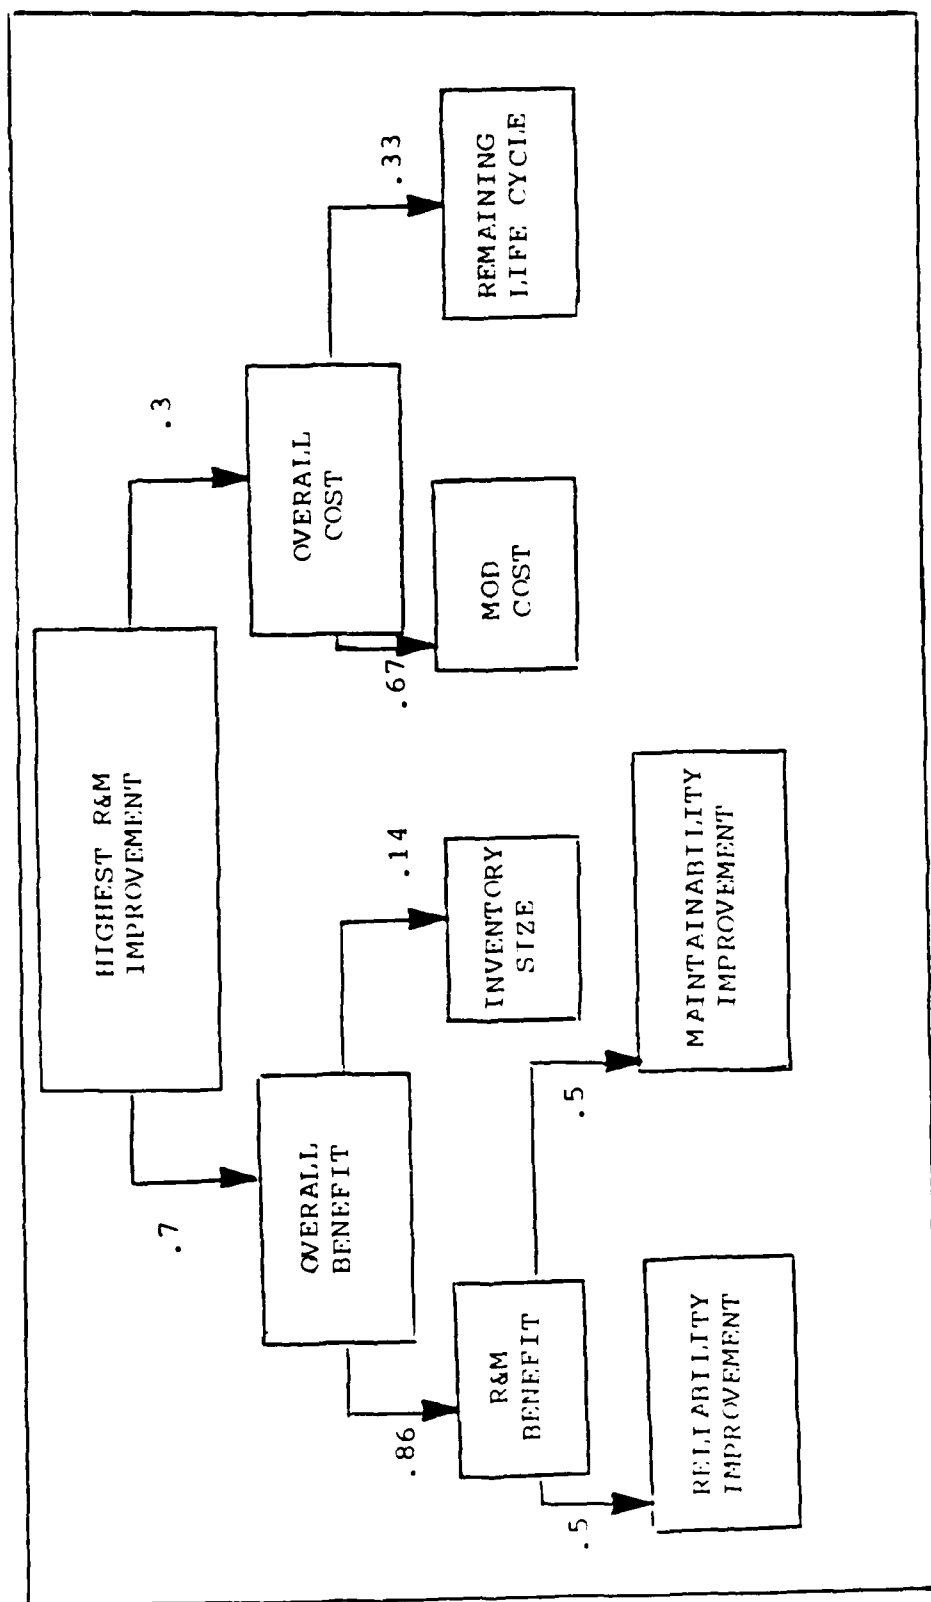 HIGHEST R&M
IMPROVEMENT
.7
.3
OVERALL
BENEFIT
OVERALL
COST
.86
.14
.67
.33
R&M
BENEFIT
INVENTORY
SIZE
MOD
COST
REMAINING
LIFE CYCLE
.5
.5
RELIABILITY
IMPROVEMENT
MAINTAINABILITY
IMPROVEMENT